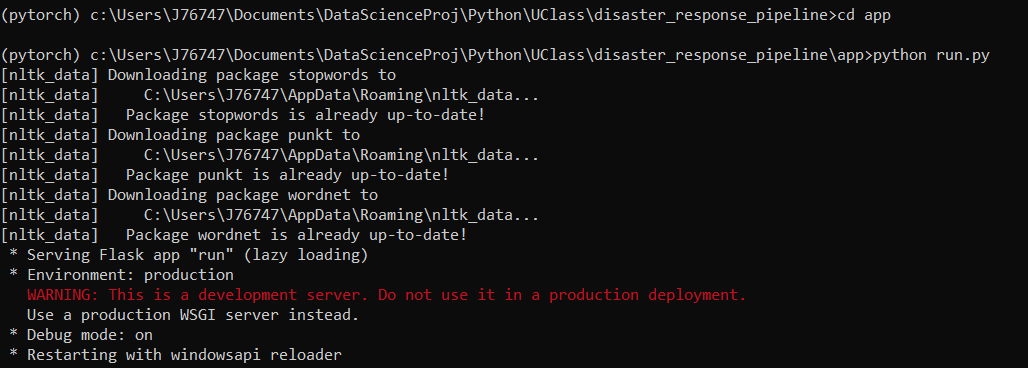 (pytorch) c:\Users\J76747\Documents\DataScienceProj\Python\UClass\disaster_response_pipeline>cd app
(pytorch) c:\Users\J76747\Documents\DataScienceProj\Python\UClass\disaster_response_pipeline\app>python run.py
[nltk_data] Downloading package stopwords to
[nltk_data]     C:\Users\J76747\AppData\Roaming\nltk_data...
[nltk_data]   Package stopwords is already up-to-date!
[nltk_data] Downloading package punkt to
[nltk_data]     C:\Users\J76747\AppData\Roaming\nltk_data...
[nltk_data]   Package punkt is already up-to-date!
[nltk_data] Downloading package wordnet to
[nltk_data]     C:\Users\J76747\AppData\Roaming\nltk_data...
[nltk_data]   Package wordnet is already up-to-date!
 * Serving Flask app "run" (lazy loading)
 * Environment: production
   WARNING: This is a development server. Do not use it in a production deployment.
   Use a production WSGI server instead.
 * Debug mode: on
 * Restarting with windowsapi reloader